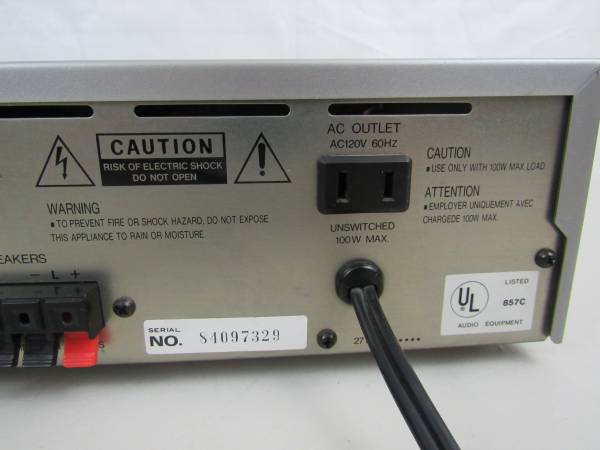 AC OUTLET
AC120V 60HZ
CAUTION
RISK OF ELECTRIC SHOCK
DO NOT OPEN
CAUTION
▪ USE ONLY WITH 100W MAX LOAD
ATTENTION
▪ EMPLOYER UNIQUEMENT AVEC
CHARGEDE 100W MAX.
WARNING
▪ TO PREVENT FIRE OR SHOCK HAZARD, DO NOT EXPOSE
THIS APPLIANCE TO RAIN OR MOISTURE.
UNSWITCHED
100W MAX.
EAKERS
− L +
LISTED
UL
857C
AUDIO EQUIPMENT
SERIAL
NO. S4097329